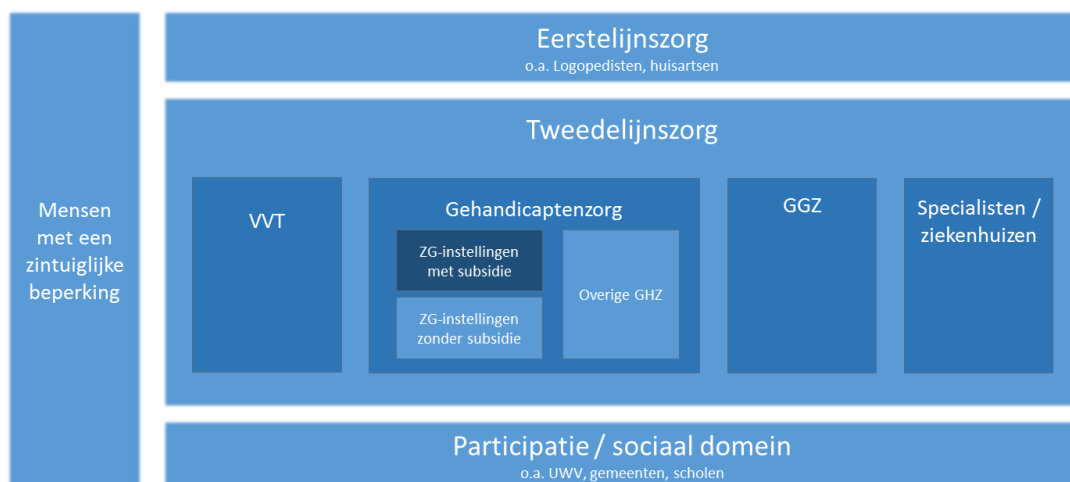 Mensen
met een
zintuiglijke
beperking
Eerstelijnszorg
o.a. Logopedisten, huisartsen
Tweedelijnszorg
VVT
Gehandicaptenzorg
ZG-instellingen
met subsidie
ZG-instellingen
zonder subsidie
Overige GHZ
GGZ
Specialisten /
ziekenhuizen
Participatie / sociaal domein
o.a. UWV, gemeenten, scholen